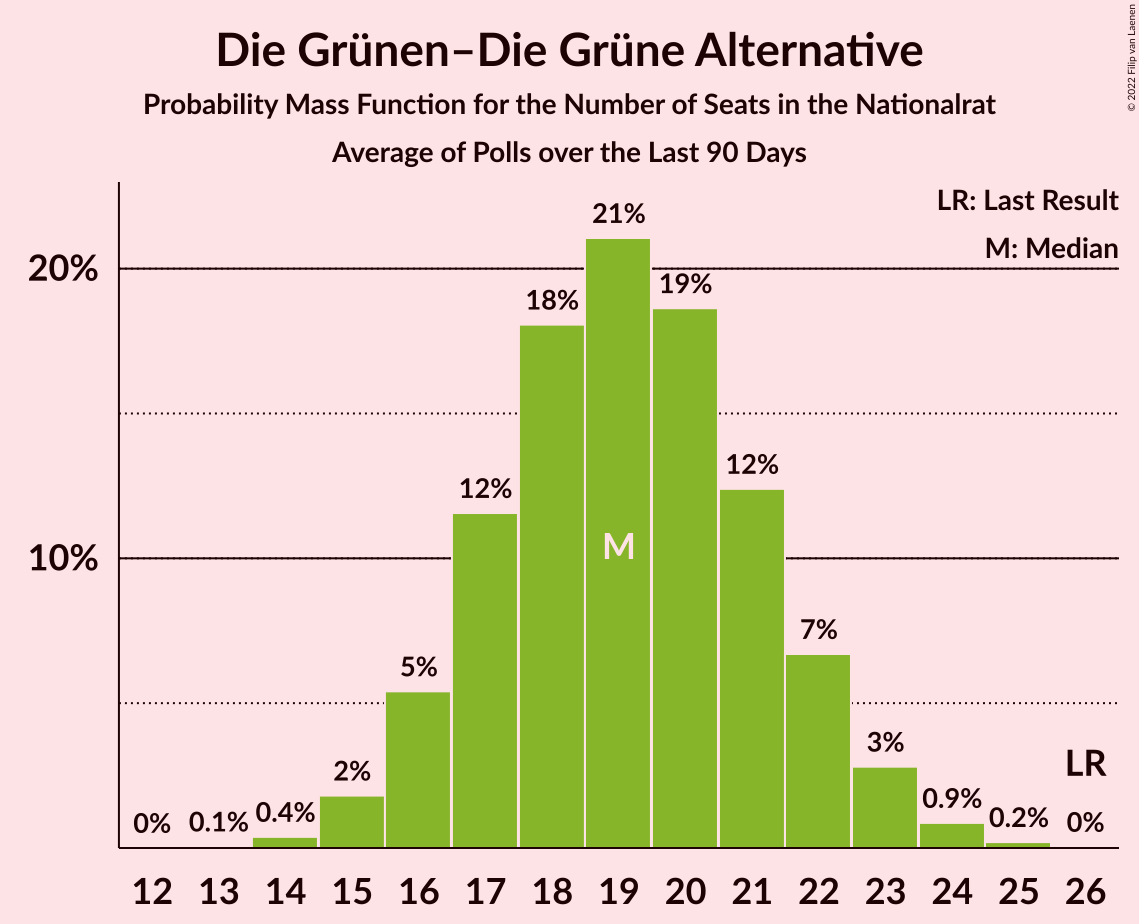 Die Grünen–Die Grüne Alternative
Probability Mass Function for the Number of Seats in the Nationalrat
Average of Polls over the Last 90 Days
© 2022 Filip van Laenen
LR: Last Result
M: Median
20%
10%
0%
0.1%
0.4%
2%
5%
12%
18%
21%
19%
12%
7%
3%
0.9%
0.2%
0%
M
LR
12 13 14 15 16 17 18 19 20 21 22 23 24 25 26